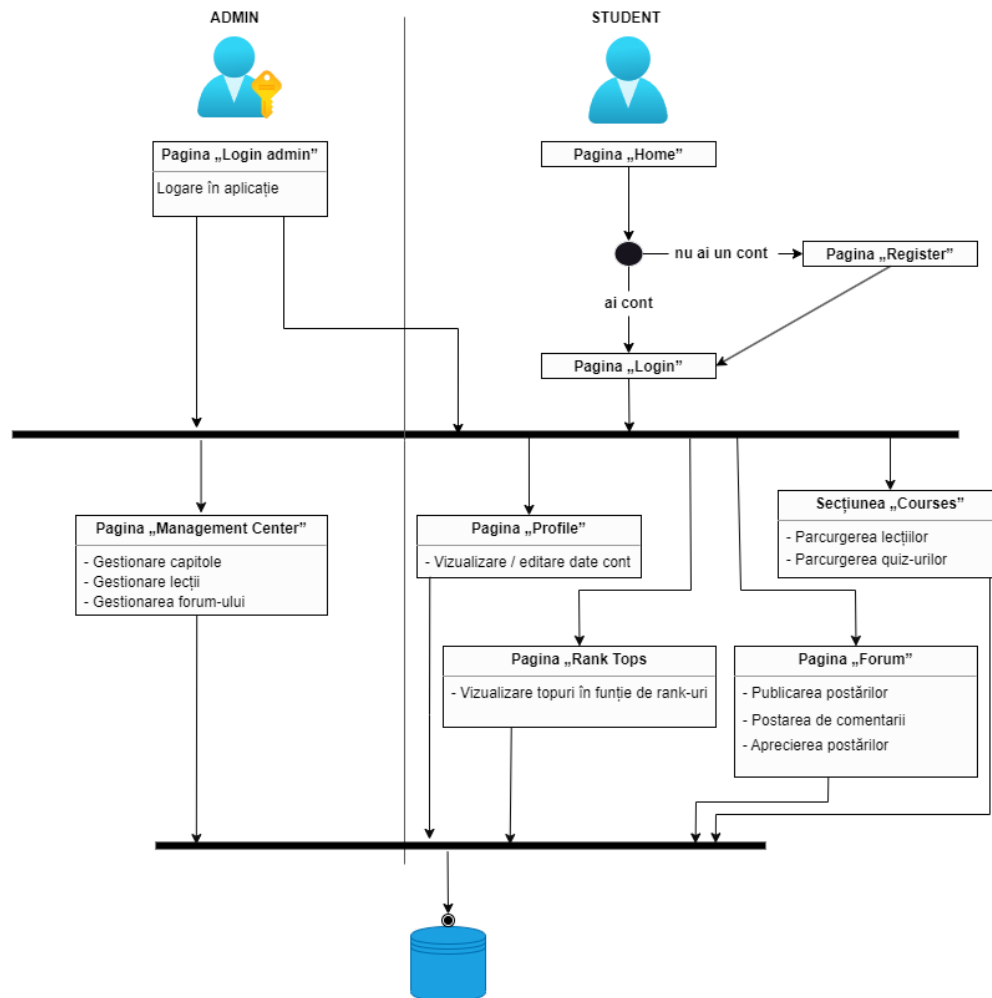 ADMIN
STUDENT
Pagina „Login admin”
Logare în aplicație
Pagina „Home”
nu ai un cont
Pagina „Register”
ai cont
Pagina „Login”
Pagina „Management Center”
- Gestionare capitole
- Gestionare lecții
- Gestionarea forum-ului
Pagina „Profile”
- Vizualizare / editare date cont
Secțiunea „Courses”
- Parcurgerea lecțiilor
- Parcurgerea quiz-urilor
Pagina „Rank Tops
- Vizualizare topuri în funcție de rank-uri
Pagina „Forum”
- Publicarea postărilor
- Postarea de comentarii
- Aprecierea postărilor